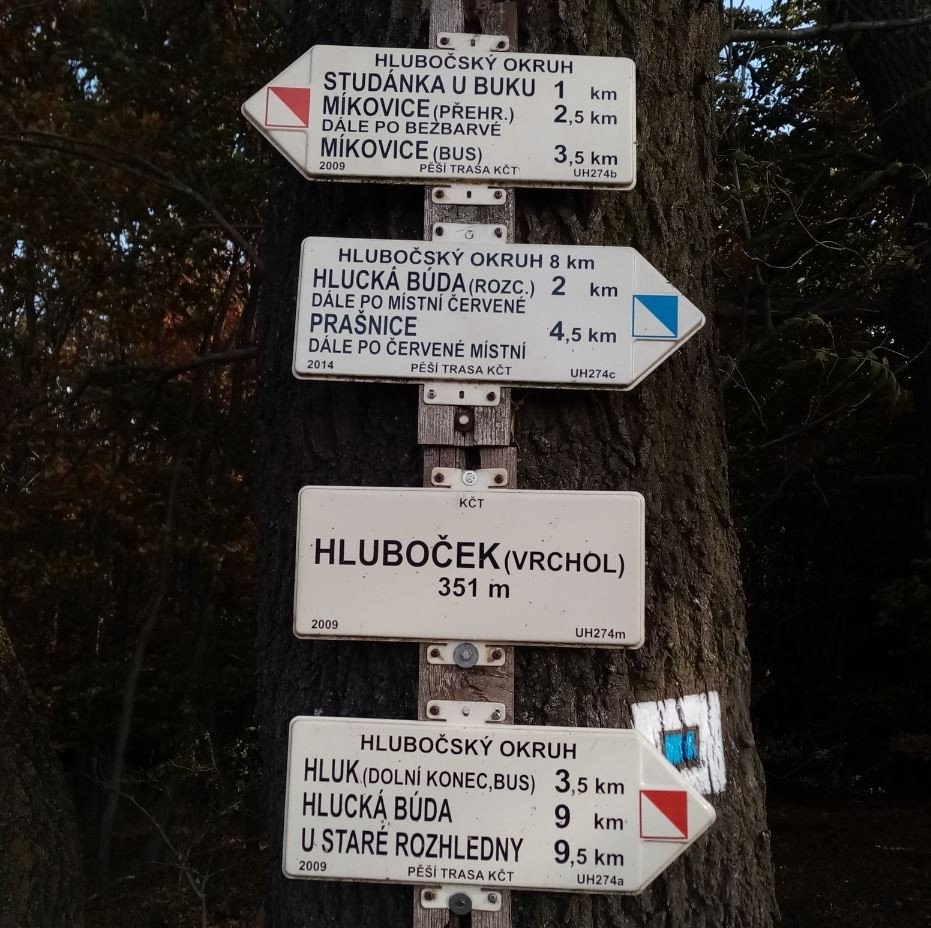 HLUBOČSKÝ OKRUH
STUDÁNKA U BUKU 1 km
MÍKOVICE (PŘEHR.) 2,5 km
DÁLE PO BEZBARVÉ
MÍKOVICE (BUS) 3,5 km
2009 PĚŠÍ TRASA KČT UH274b
HLUBOČSKÝ OKRUH 8 km
HLUCKÁ BÚDA (ROZC.) 2 km
DÁLE PO MÍSTNÍ ČERVENÉ
PRAŠNICE 4,5 km
DÁLE PO ČERVENÉ MÍSTNÍ
2014 PĚŠÍ TRASA KČT UH274c
KČT
HLUBOČEK (VRCHOL)
351 m
2009 UH274m
HLUBOČSKÝ OKRUH
HLUK (DOLNÍ KONEC,BUS) 3,5 km
HLUCKÁ BÚDA 9 km
U STARÉ ROZHLEDNY 9,5 km
2009 PĚŠÍ TRASA KČT UH274a